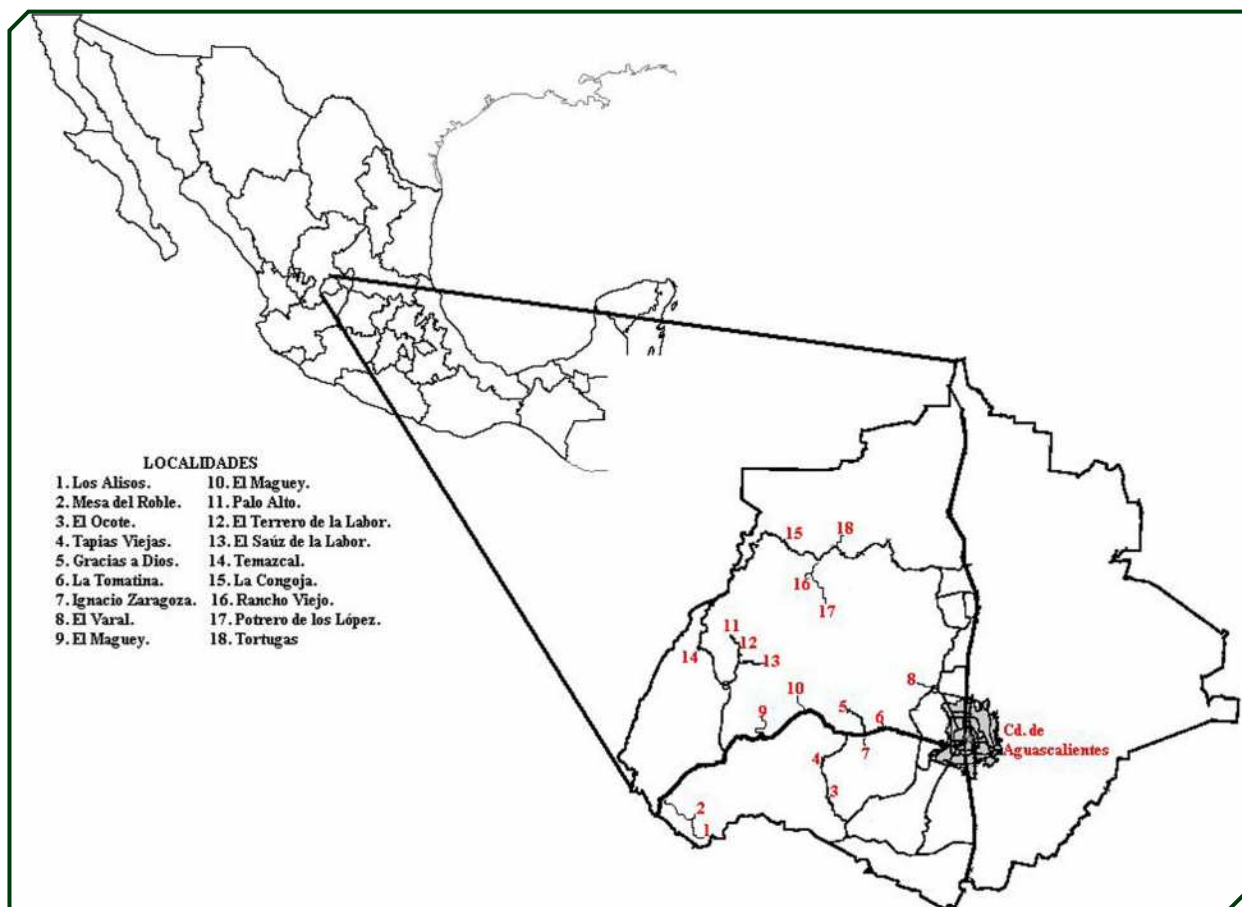 LOCALIDADES
1. Los Alisos. 10. El Maguey.
2. Mesa del Roble. 11. Palo Alto.
3. El Ocote. 12. El Terrero de la Labor.
4. Tapias Viejas. 13. El Saúz de la Labor.
5. Gracias a Dios. 14. Temazcal.
6. La Tomatina. 15. La Congoja.
7. Ignacio Zaragoza. 16. Rancho Viejo.
8. El Varal. 17. Potrero de los López.
9. El Maguey. 18. Tortugas
15
18
16
17
11
12
14
13
8
10
5
9
6
Cd. de
Aguascalientes
7
4
3
2
1